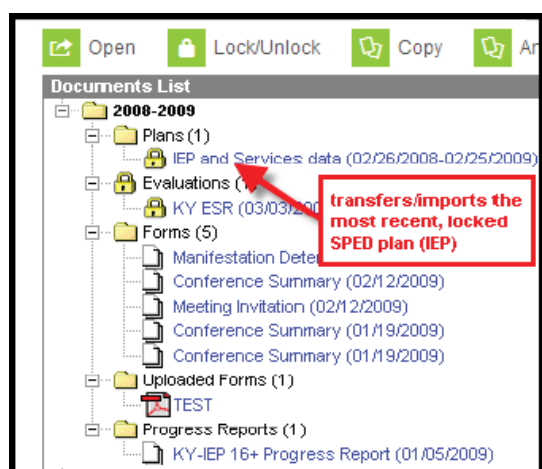 Open Lock/Unlock Copy
Documents List
2008-2009
Plans (1)
IEP and Services data (02/26/2008-02/25/2009)
Evaluations
KY ESR (03/03/200
transfers/imports the
most recent, locked
SPED plan (IEP)
Forms (5)
Manifestation
Conference Summary (02/12/2009)
Meeting Invitation (02/12/2009)
Conference Summary (01/19/2009)
Conference Summary (01/19/2009)
Uploaded Forms (1)
TEST
Progress Reports (1)
KY-IEP 16+ Progress Report (01/05/2009)